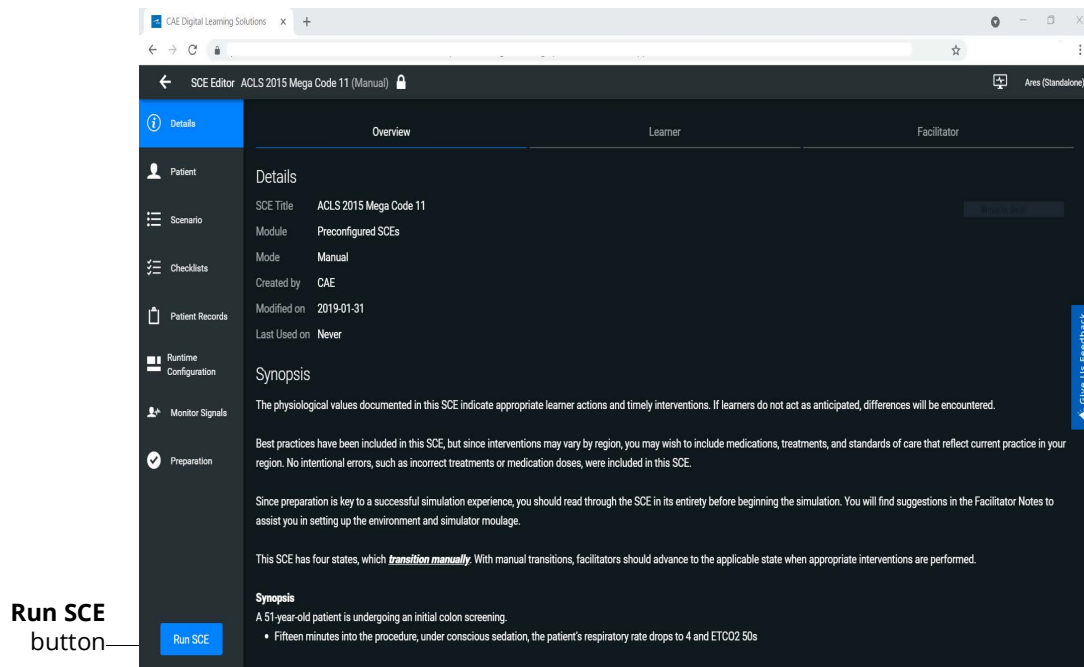 CAE Digital Learning Solutions
SCE Editor ACLS 2015 Mega Code 11 (Manual)
Ares (Standalone)
Details
Patient
Scenario
Checklists
Patient Records
Runtime
Configuration
Monitor Signals
Preparation
Run SCE
Run SCE
button
Overview Learner Facilitator
Details
SCE Title ACLS 2015 Mega Code 11
Module Preconfigured SCEs
Mode Manual
Created by CAE
Modified on 2019-01-31
Last Used on Never
Synopsis
The physiological values documented in this SCE indicate appropriate learner actions and timely interventions. If learners do not act as anticipated, differences will be encountered.
Best practices have been included in this SCE, but since interventions may vary by region, you may wish to include medications, treatments, and standards of care that reflect current practice in your
region. No intentional errors, such as incorrect treatments or medication doses, were included in this SCE.
Since preparation is key to a successful simulation experience, you should read through the SCE in its entirety before beginning the simulation. You will find suggestions in the Facilitator Notes to
assist you in setting up the environment and simulator moulage.
This SCE has four states, which transition manually. With manual transitions, facilitators should advance to the applicable state when appropriate interventions are performed.
Synopsis
A 51-year-old patient is undergoing an initial colon screening.
• Fifteen minutes into the procedure, under conscious sedation, the patient's respiratory rate drops to 4 and ETCO2 50s
Give Us Feedback